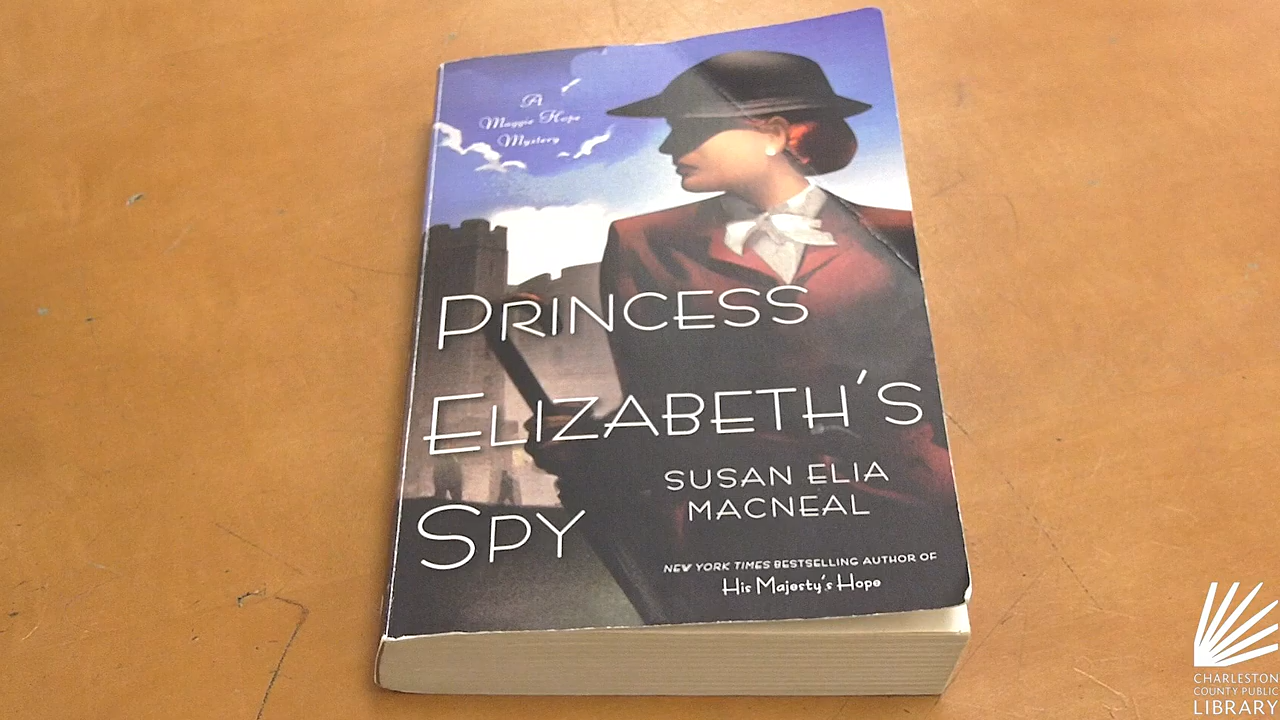 A
Maggie Hope
Mystery
PRINCESS
ELIZABETH'S
SPY
SUSAN ELIA
MACNEAL
NEW YORK TIMES BESTSELLING AUTHOR OF
His Majesty's Hope
CHARLESTON
COUNTY PUBLIC
LIBRARY